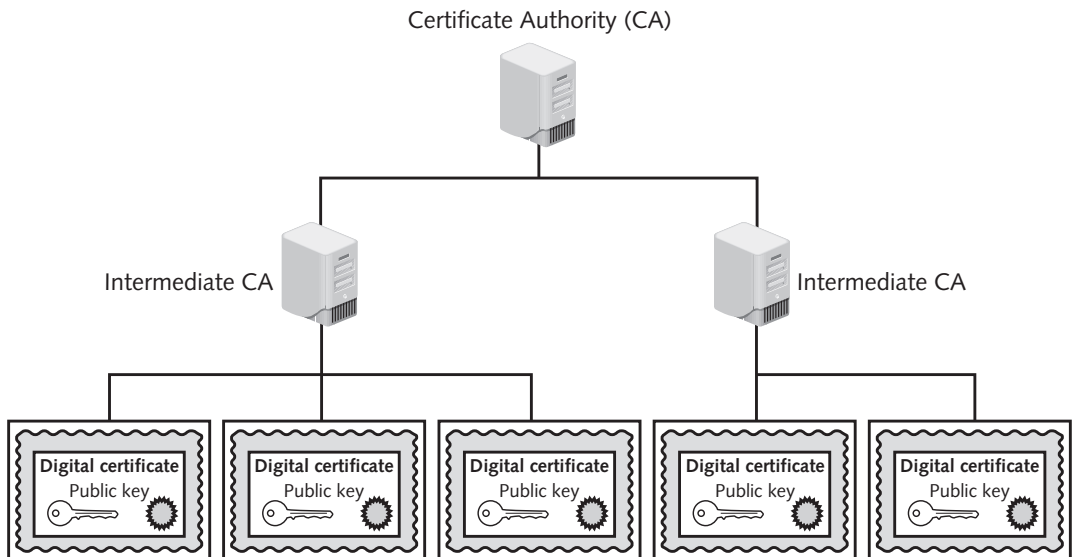 Certificate Authority (CA)
Intermediate CA
Intermediate CA
Digital certificate
Public key
Digital certificate
Public key
Digital certificate
Public key
Digital certificate
Public key
Digital certificate
Public key